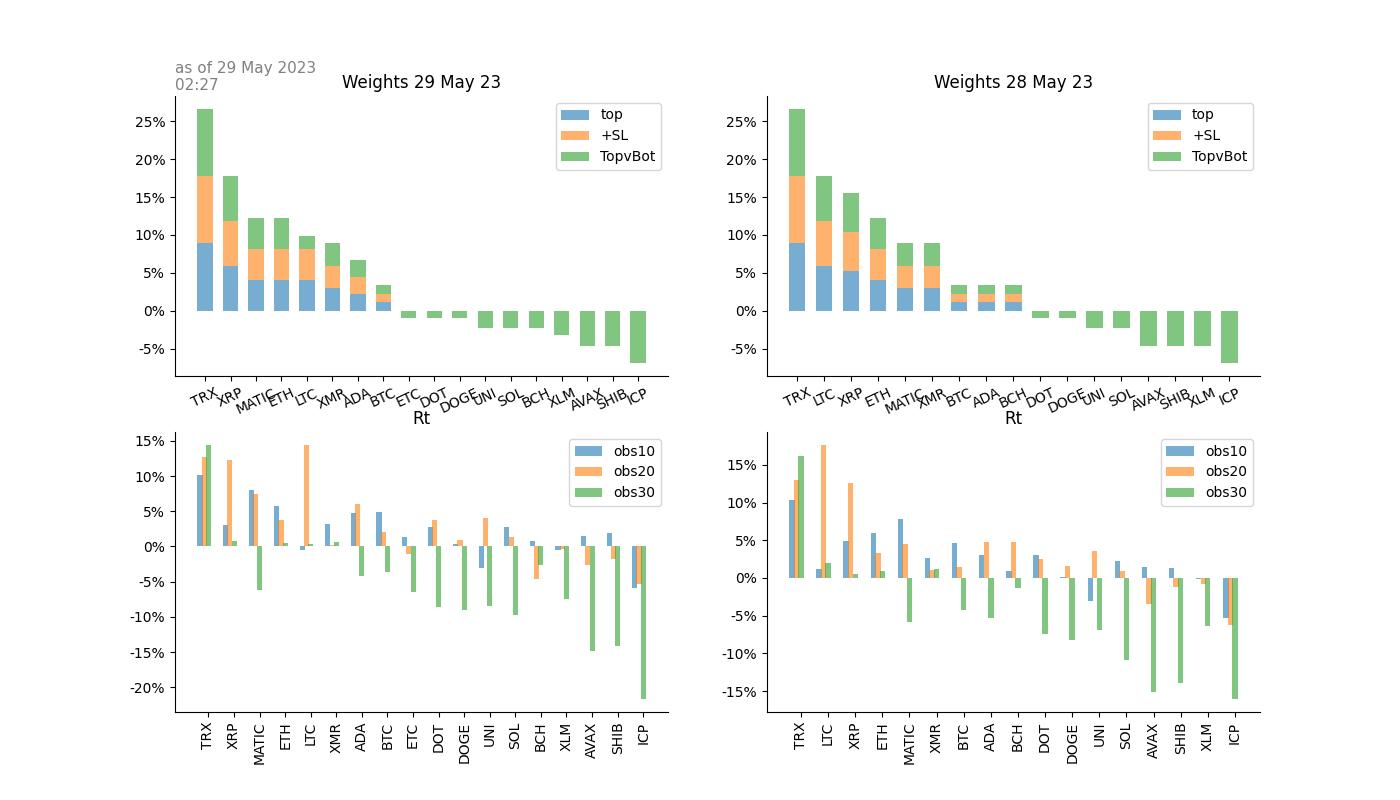 as of 29 May 2023
02:27
Weights 29 May 23
25%
20%
15%
10%
5%
0%
-5%
top
+SL
TopvBot
TRX XRP MATIC ETH LTC XMR ADA BTC ETC DOT DOGE UNI SOL BCH XLM AVAX SHIB ICP
Weights 28 May 23
25%
20%
15%
10%
5%
0%
-5%
top
+SL
TopvBot
TRX LTC XRP ETH MATIC XMR BTC ADA BCH DOT DOGE UNI SOL AVAX SHIB XLM ICP
Rt
15%
10%
5%
0%
-5%
-10%
-15%
-20%
obs10
obs20
obs30
TRX XRP MATIC ETH LTC XMR ADA BTC ETC DOT DOGE UNI SOL BCH XLM AVAX SHIB ICP
Rt
15%
10%
5%
0%
-5%
-10%
-15%
obs10
obs20
obs30
TRX LTC XRP ETH MATIC XMR BTC ADA BCH DOT DOGE UNI SOL AVAX SHIB XLM ICP